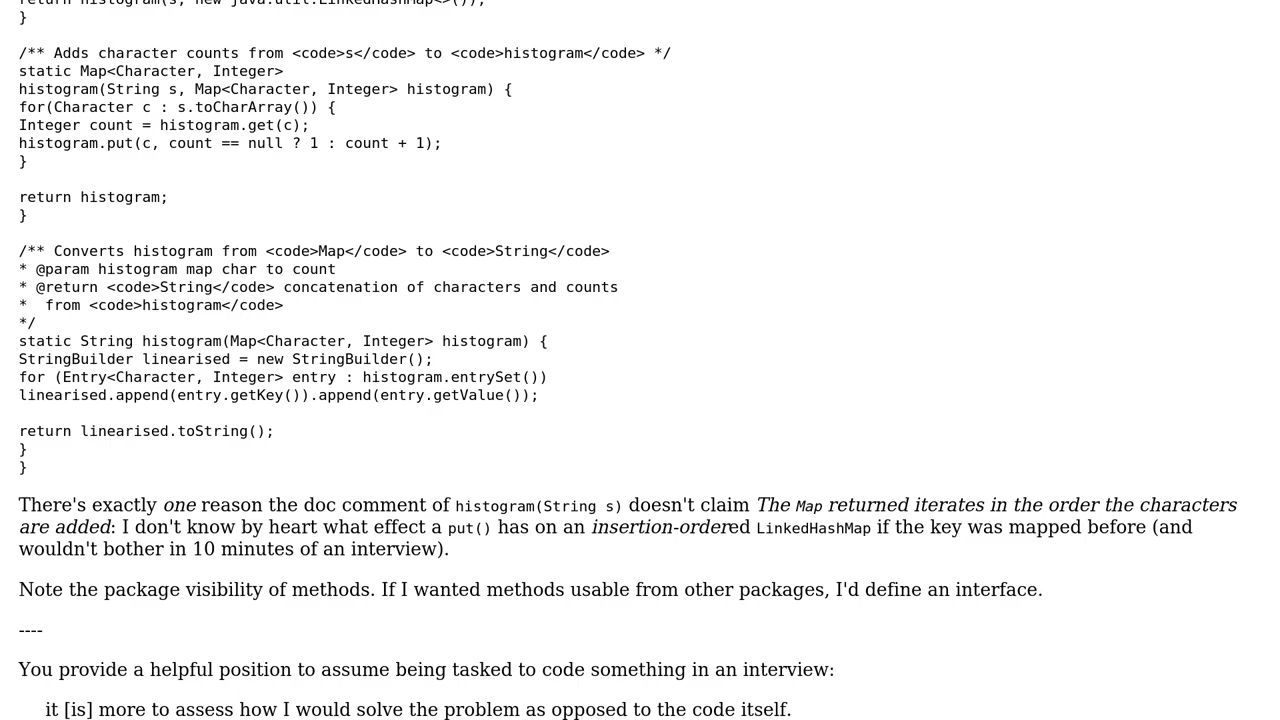 return histogram(s, new java.util.LinkedHashMap<>());
}

/** Adds character counts from <code>s</code> to <code>histogram</code> */
static Map<Character, Integer>
histogram(String s, Map<Character, Integer> histogram) {
for(Character c : s.toCharArray()) {
Integer count = histogram.get(c);
histogram.put(c, count == null ? 1 : count + 1);
}

return histogram;
}

/** Converts histogram from <code>Map</code> to <code>String</code>
* @param histogram map char to count
* @return <code>String</code> concatenation of characters and counts
*  from <code>histogram</code>
*/
static String histogram(Map<Character, Integer> histogram) {
StringBuilder linearised = new StringBuilder();
for (Entry<Character, Integer> entry : histogram.entrySet())
linearised.append(entry.getKey()).append(entry.getValue());

return linearised.toString();
}
}

There's exactly one reason the doc comment of histogram(String s) doesn't claim The Map returned iterates in the order the characters
are added: I don't know by heart what effect a put() has on an insertion-ordered LinkedHashMap if the key was mapped before (and
wouldn't bother in 10 minutes of an interview).

Note the package visibility of methods. If I wanted methods usable from other packages, I'd define an interface.

----

You provide a helpful position to assume being tasked to code something in an interview:

it [is] more to assess how I would solve the problem as opposed to the code itself.